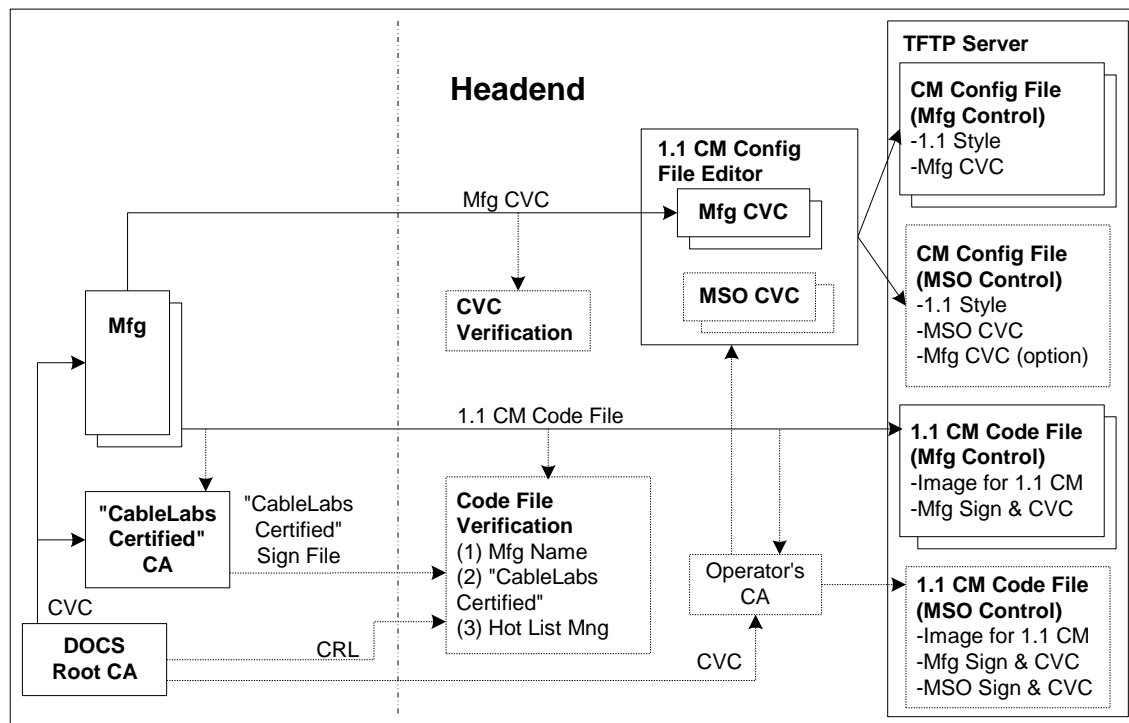 TFTP Server
Headend
CM Config File
(Mfg Control)
-1.1 Style
-Mfg CVC
1.1 CM Config
File Editor
Mfg CVC
Mfg CVC
MSO CVC
CM Config File
(MSO Control)
-1.1 Style
-MSO CVC
-Mfg CVC (option)
Mfg
CVC
Verification
1.1 CM Code File
1.1 CM Code File
(Mfg Control)
-Image for 1.1 CM
-Mfg Sign & CVC
"CableLabs
Certified"
CA
"CableLabs
Certified"
Sign File
Code File
Verification
(1) Mfg Name
(2) "CableLabs
Certified"
(3) Hot List Mng
Operator's
CA
1.1 CM Code File
(MSO Control)
-Image for 1.1 CM
-Mfg Sign & CVC
-MSO Sign & CVC
CVC
DOCS
Root CA
CRL
CVC